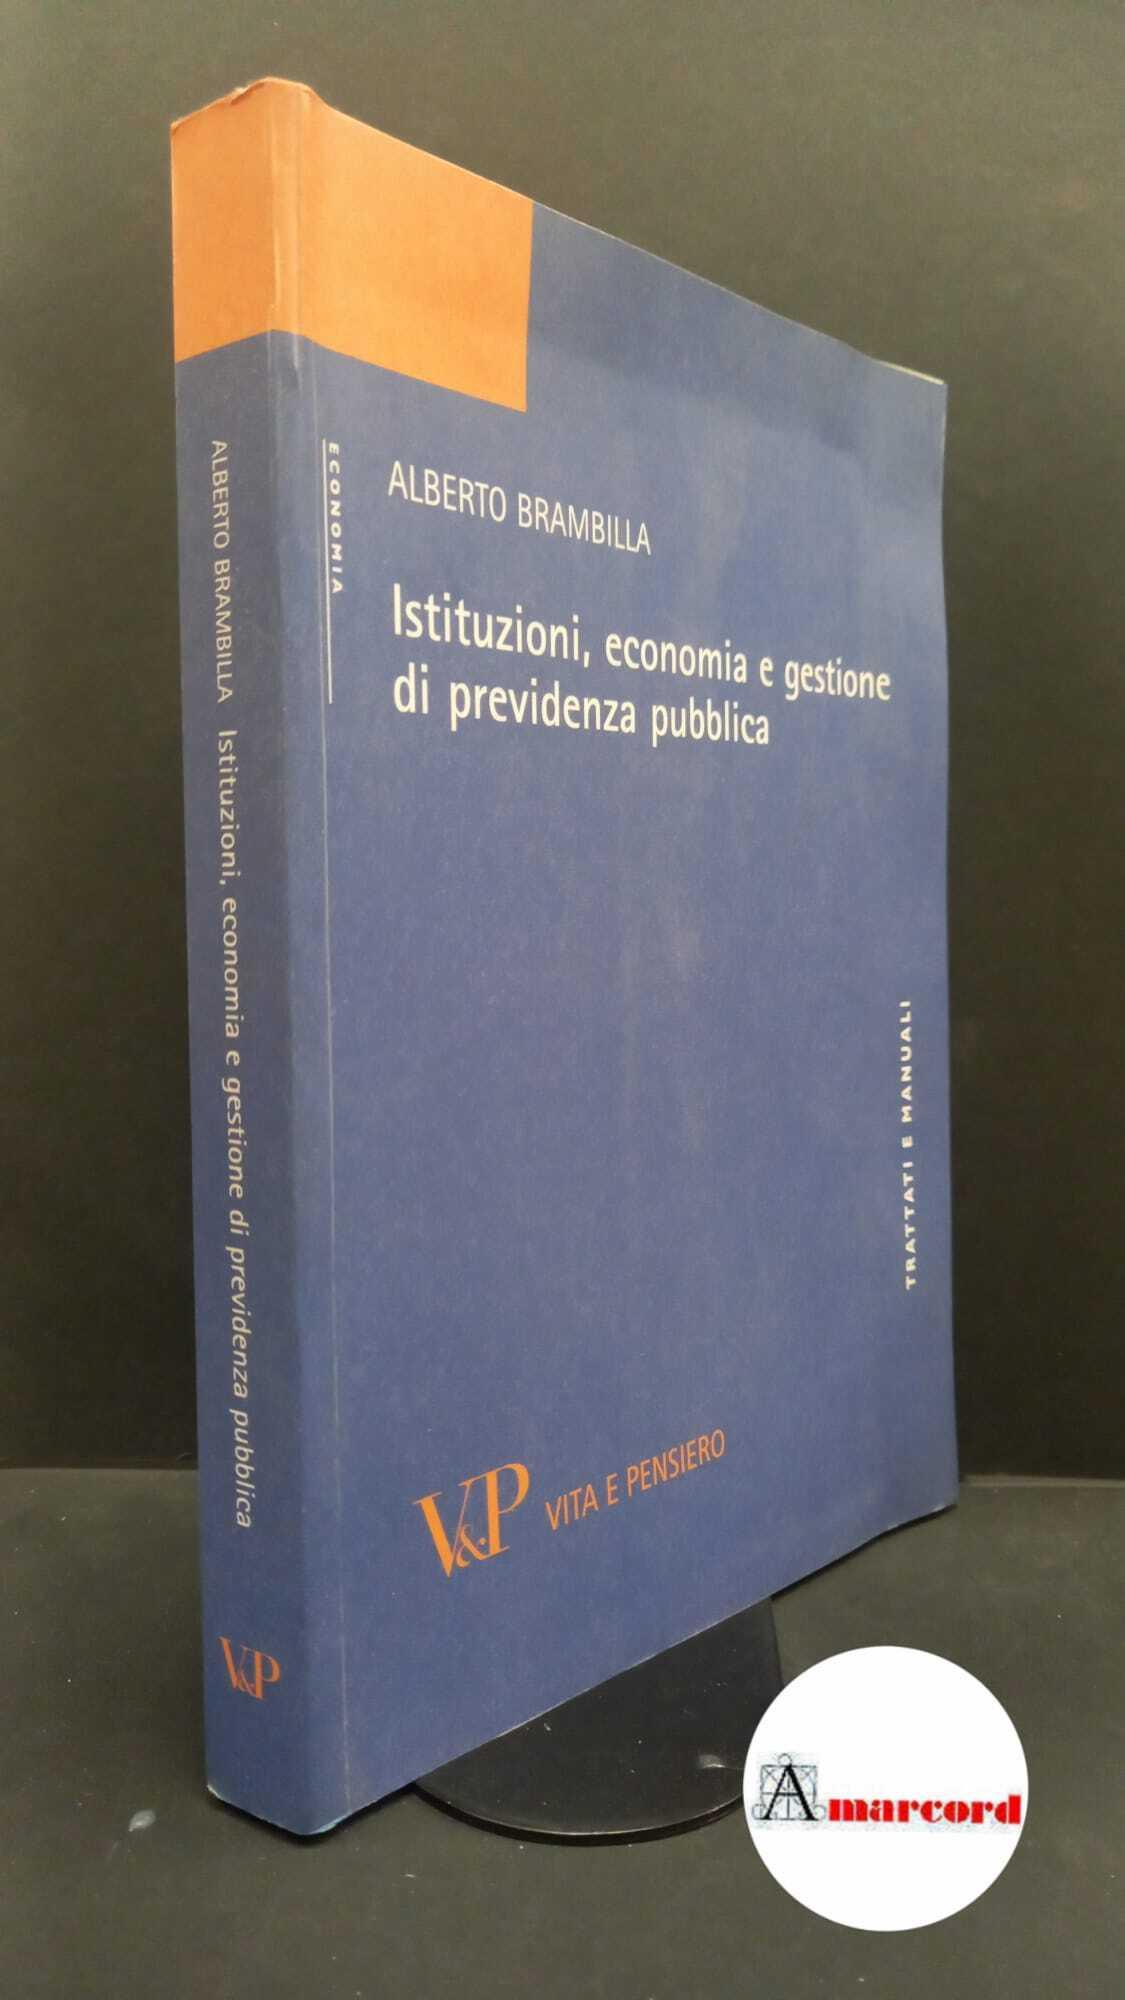 ALBERTO BRAMBILLA Istituzioni, economia e gestione di previdenza pubblica
V&P
ECONOMIA
ALBERTO BRAMBILLA
Istituzioni, economia e gestione
di previdenza pubblica
TRATTATI E MANUALI
V&P VITA E PENSIERO
Amarcord